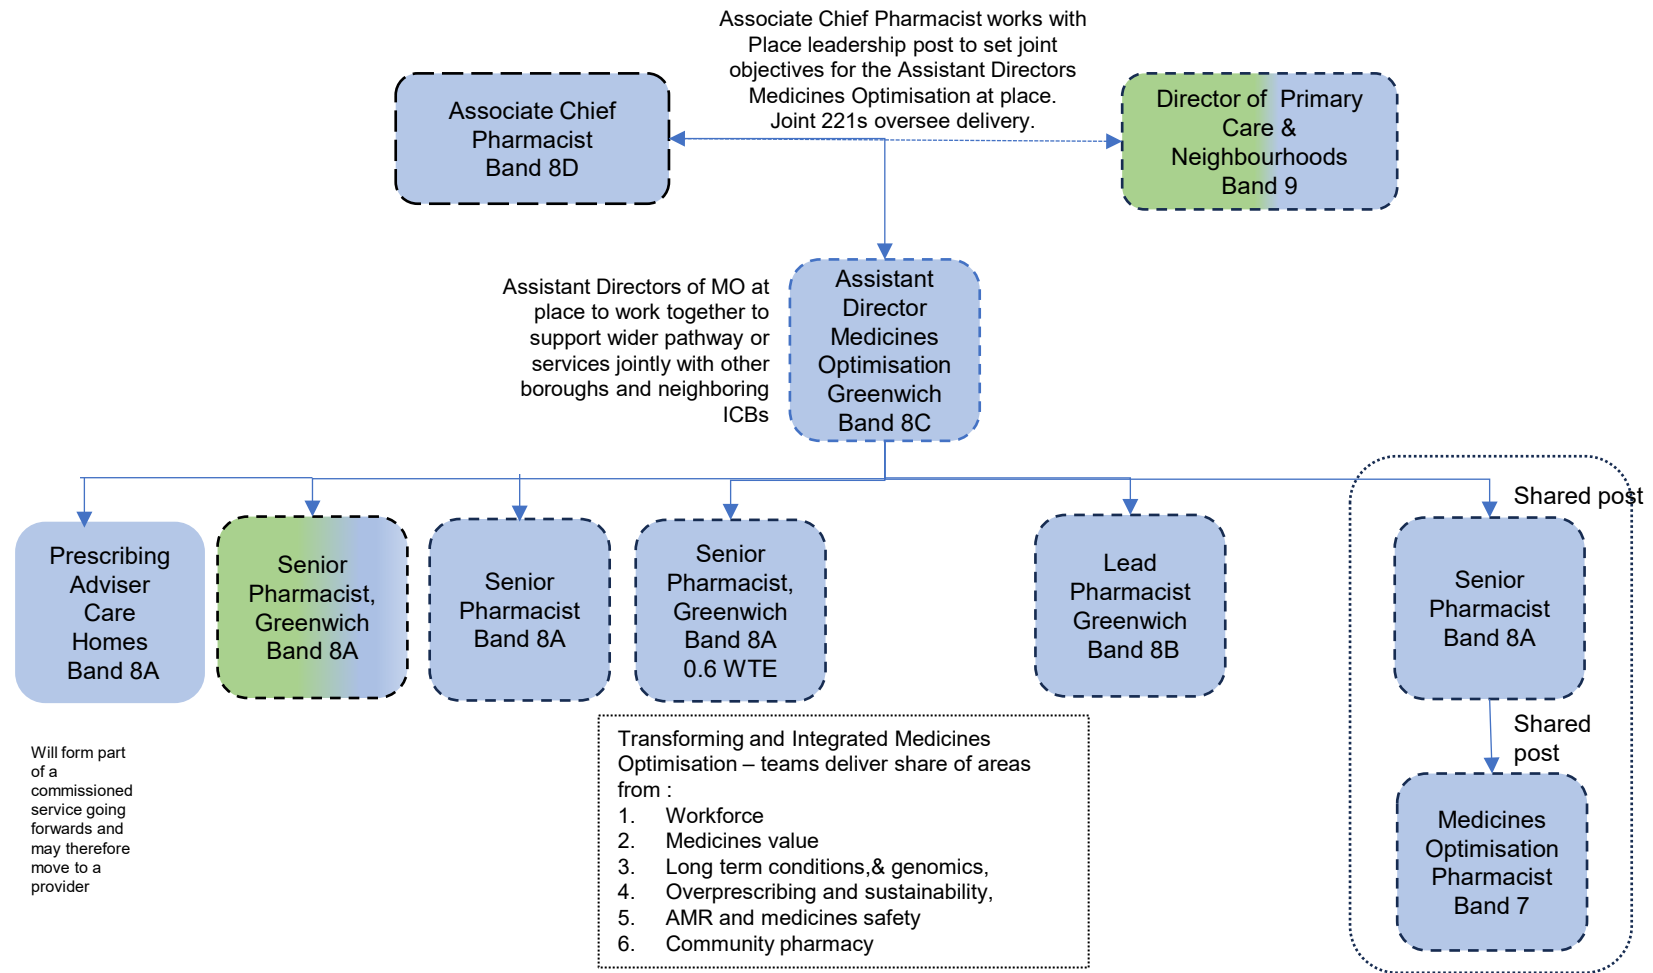 Associate Chief Pharmacist works with
Place leadership post to set joint
objectives for the Assistant Directors
Medicines Optimisation at place.
Joint 221s oversee delivery.
Associate Chief
Pharmacist
Band 8D
Director of Primary
Care &
Neighbourhoods
Band 9
Assistant Directors of MO at
place to work together to
support wider pathway or
services jointly with other
boroughs and neighboring
ICBs
Assistant
Director
Medicines
Optimisation
Greenwich
Band 8C
Prescribing
Adviser
Care
Homes
Band 8A
Senior
Pharmacist,
Greenwich
Band 8A
Senior
Pharmacist
Band 8A
Senior
Pharmacist,
Greenwich
Band 8A
0.6 WTE
Lead
Pharmacist
Greenwich
Band 8B
Shared post
Senior
Pharmacist
Band 8A
Shared
post
Medicines
Optimisation
Pharmacist
Band 7
Will form part
of a
commissioned
service going
forwards and
may therefore
move to a
provider
Transforming and Integrated Medicines
Optimisation – teams deliver share of areas
from :
1. Workforce
2. Medicines value
3. Long term conditions,& genomics,
4. Overprescribing and sustainability,
5. AMR and medicines safety
6. Community pharmacy